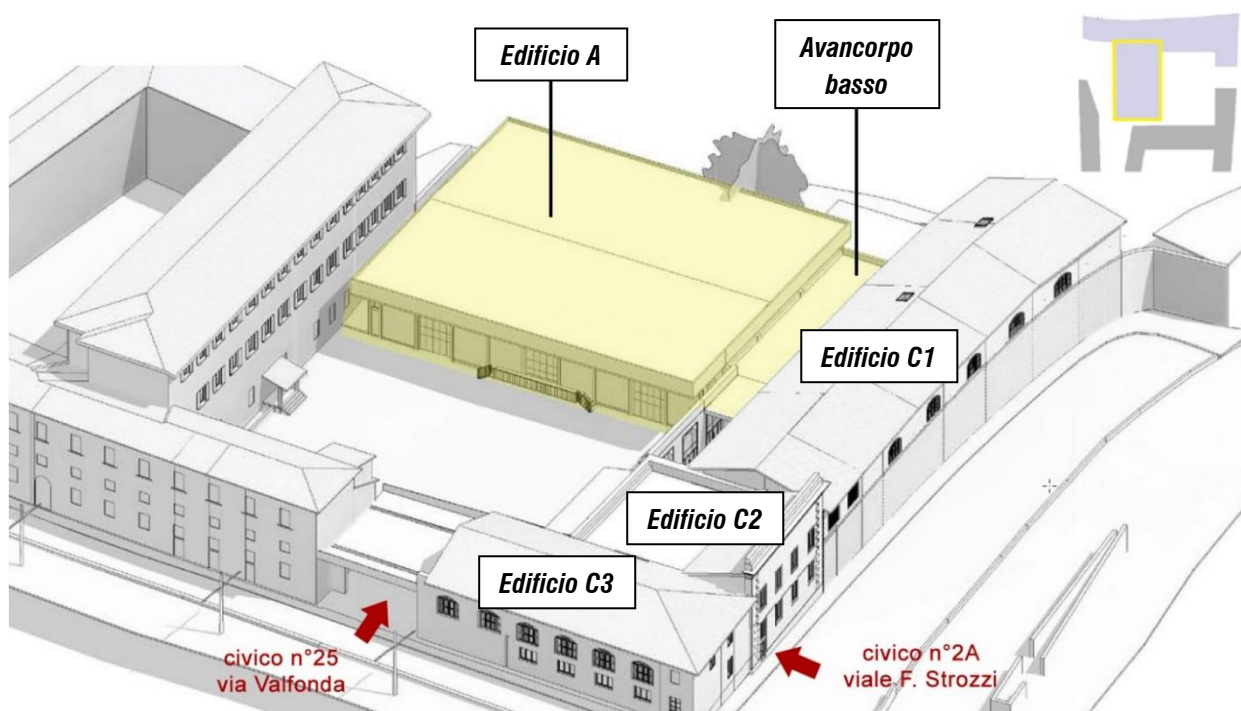 Edificio A
Avancorpo
basso
Edificio C1
Edificio C2
Edificio C3
civico n°25
via Valfonda
civico n°2A
viale F. Strozzi